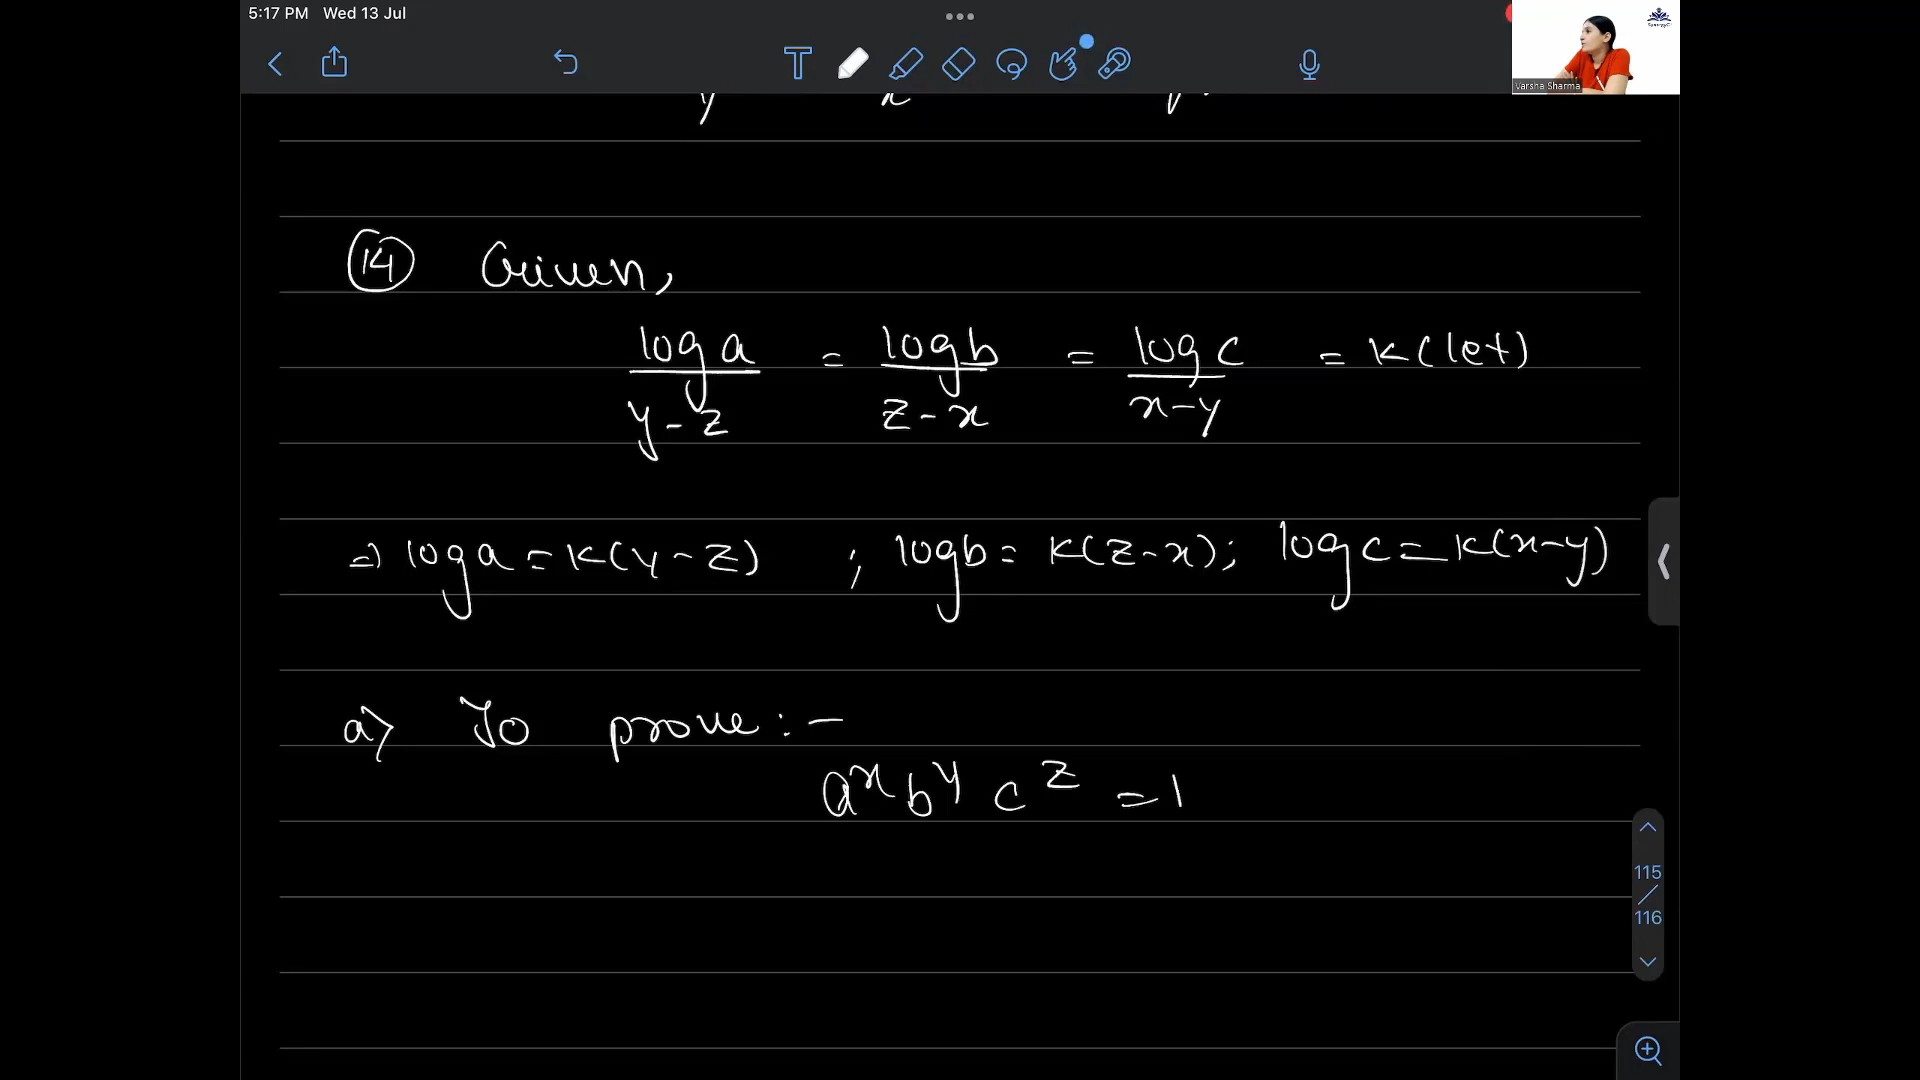 5:17 PM Wed 13 Jul
Varsha Sharma
y x
14 Given,
log a / y - z = log b / z - x = log c / x - y = k (let)
⇒ log a = k(y - z) ; log b = k(z - x); log c = k(x - y)
a) To prove :-
a^x b^y c^z = 1
115
116